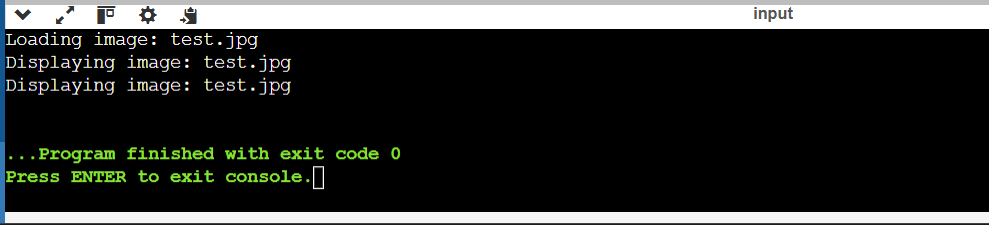 input
Loading image: test.jpg
Displaying image: test.jpg
Displaying image: test.jpg
...Program finished with exit code 0
Press ENTER to exit console.